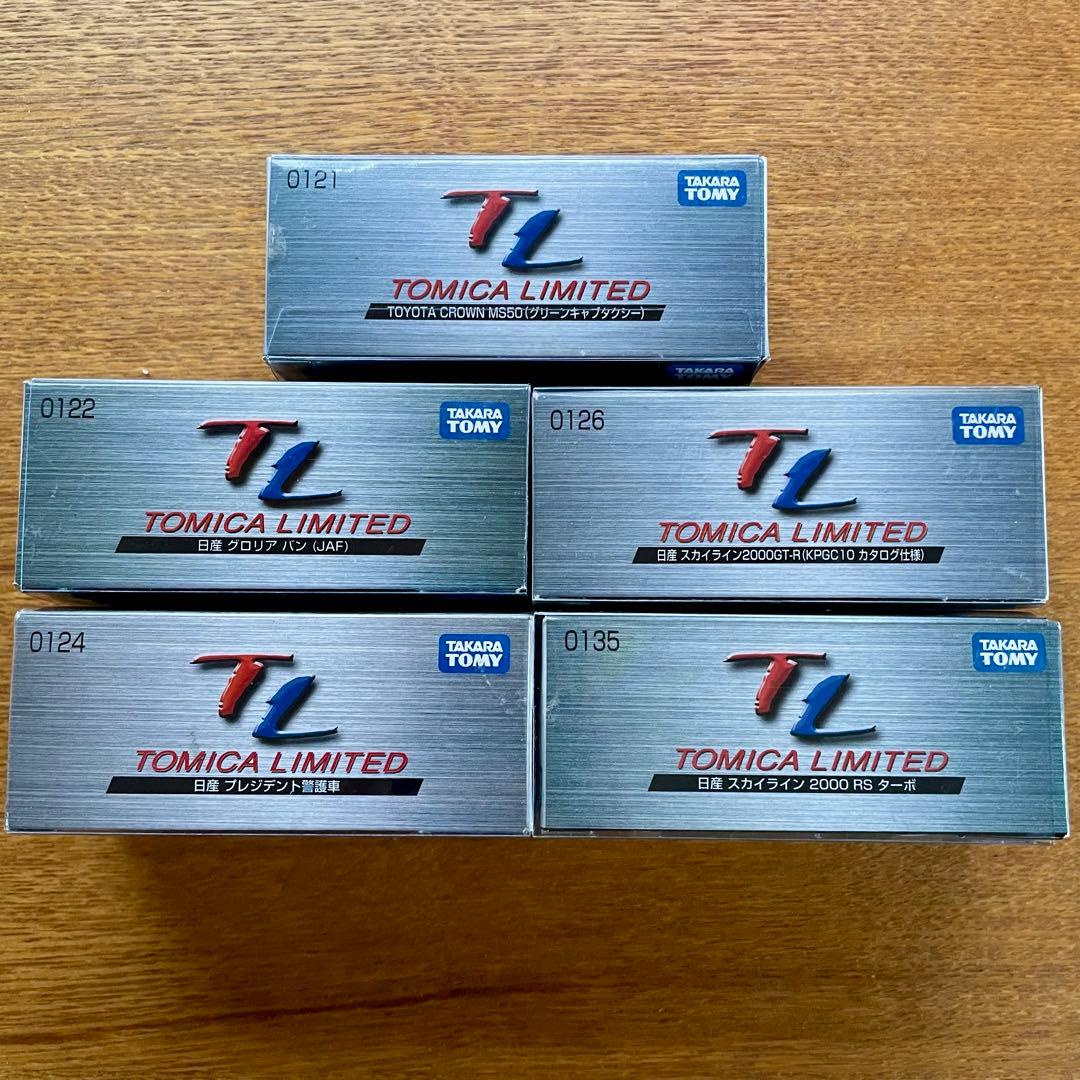 0121
TAKARA
TOMY
TL
TOMICA LIMITED
TOYOTA CROWN MS50(グリーンキャブタクシー)
TAKARA
TOMY
0122
TAKARA
TOMY
TL
TOMICA LIMITED
日産 グロリア バン (JAF)
0126
TAKARA
TOMY
TL
TOMICA LIMITED
日産 スカイライン2000GT-R(KPGC10 カタログ仕様)
0124
TAKARA
TOMY
TL
TOMICA LIMITED
日産 プレジデント警護車
0135
TAKARA
TOMY
TL
TOMICA LIMITED
日産 スカイライン 2000 RS ターボ